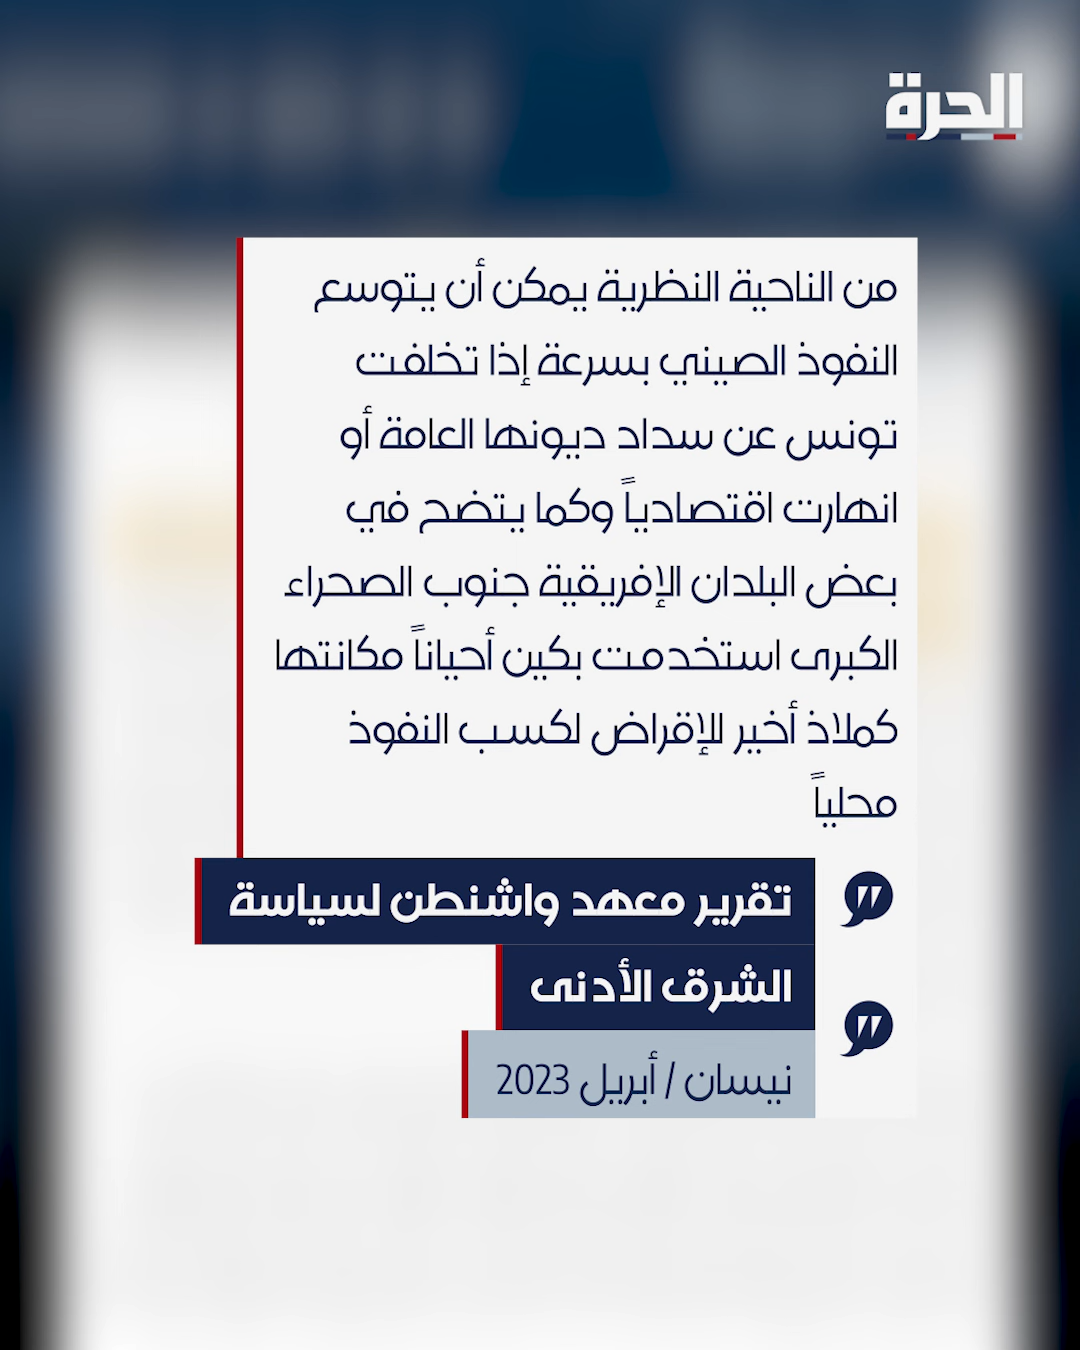 الحرة
من الناحية النظرية يمكن أن يتوسع
النفوذ الصيني بسرعة إذا تخلفت
تونس عن سداد ديونها العامة أو
انهارت اقتصادياً وكما يتضح في
بعض البلدان الإفريقية جنوب الصحراء
الكبرى استخدمت بكين أحياناً مكانتها
كملاذ أخير للإقراض لكسب النفوذ
محلياً
تقرير معهد واشنطن لسياسة
الشرق الأدنى
نيسان / أبريل 2023